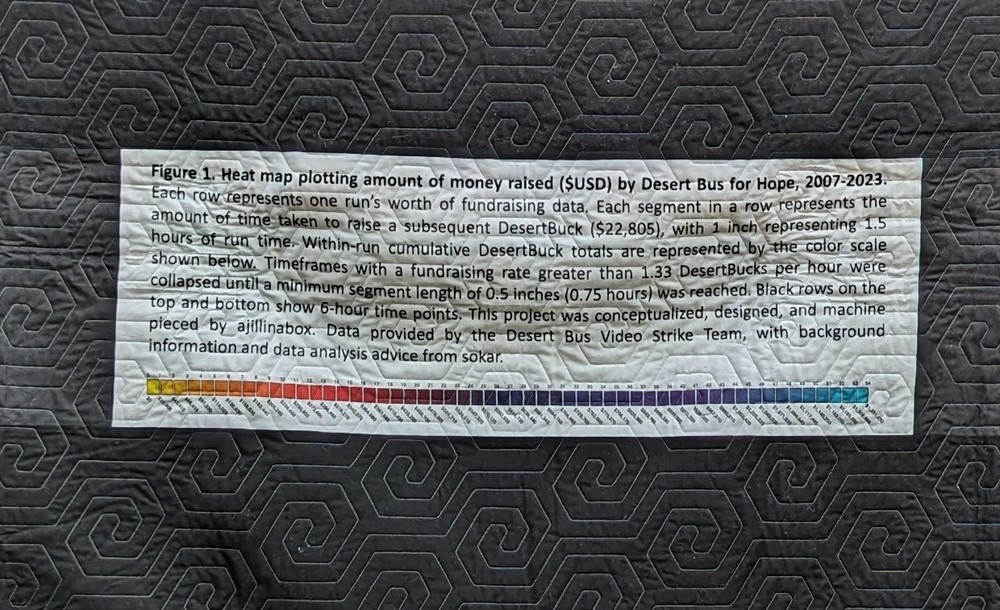 Figure 1. Heat map plotting amount of money raised ($USD) by Desert Bus for Hope, 2007-2023.
Each row represents one run's worth of fundraising data. Each segment in a row represents the
amount of time taken to raise a subsequent DesertBuck ($22,805), with 1 inch representing 1.5
hours of run time. Within-run cumulative DesertBuck totals are represented by the color scale
shown below. Timeframes with a fundraising rate greater than 1.33 DesertBucks per hour were
collapsed until a minimum segment length of 0.5 inches (0.75 hours) was reached. Black rows on the
top and bottom show 6-hour time points. This project was conceptualized, designed, and machine
pieced by ajillinabox. Data provided by the Desert Bus Video Strike Team, with background
information and data analysis advice from sokar.